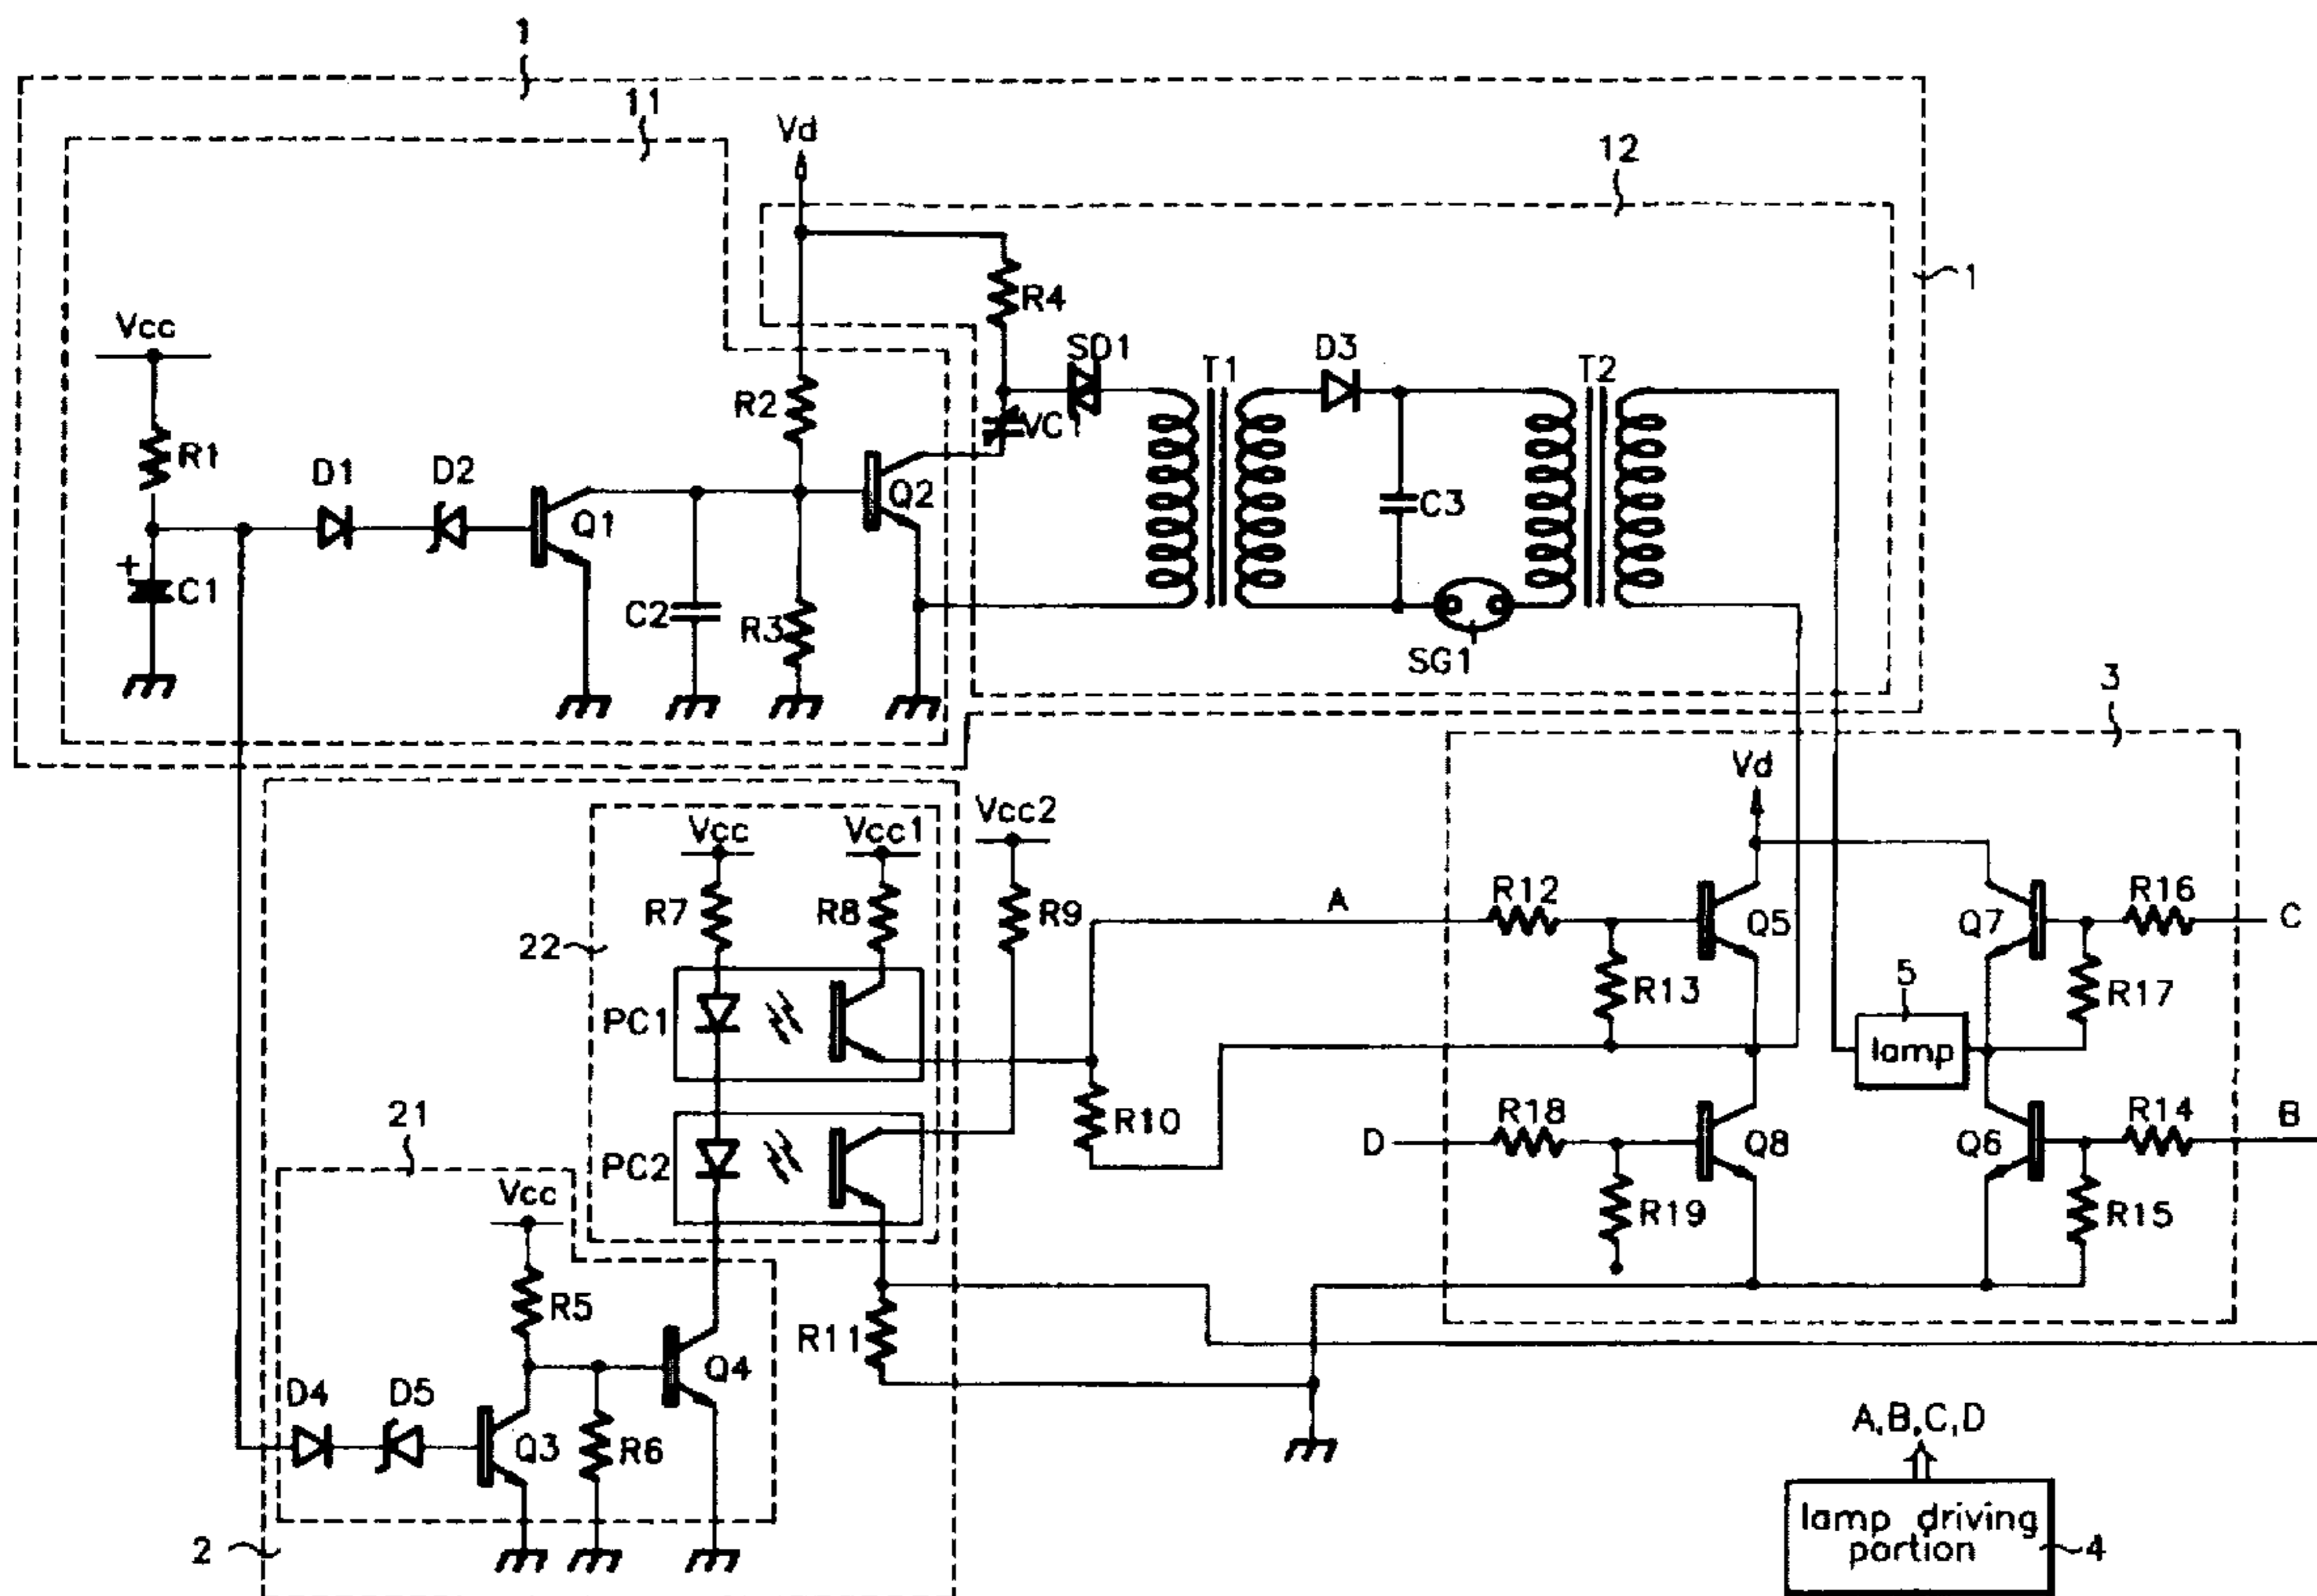 1
11
Vd
12
R4
1
Vcc
SD1
T1
D3
T2
R2
VC1
R1
D1
D2
Q2
C3
Q1
+
C1
C2
R3
SG1
3
Vd
Vcc2
Vcc
Vcc1
R12
R16
A
R7
R8
R9
Q5
Q7
C
22
5
R13
R17
PC1
lamp
21
R10
R18
R14
B
D
Q8
Q6
PC2
Vcc
R19
R15
R5
R11
Q4
D4
D5
A,B,C,D
Q3
R6
lamp driving
portion
2
4